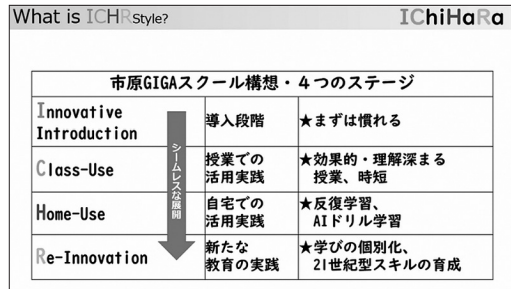 What is ICHRStyle?
IChiHaRa
市原GIGAスクール構想・４つのステージ
Innovative
Introduction
導入段階
★まずは慣れる
シームレスな展開
Class-Use
授業での
活用実践
★効果的・理解深まる
授業、時短
Home-Use
自宅での
活用実践
★反復学習、
AIドリル学習
Re-Innovation
新たな
教育の実践
★学びの個別化、
21世紀型スキルの育成